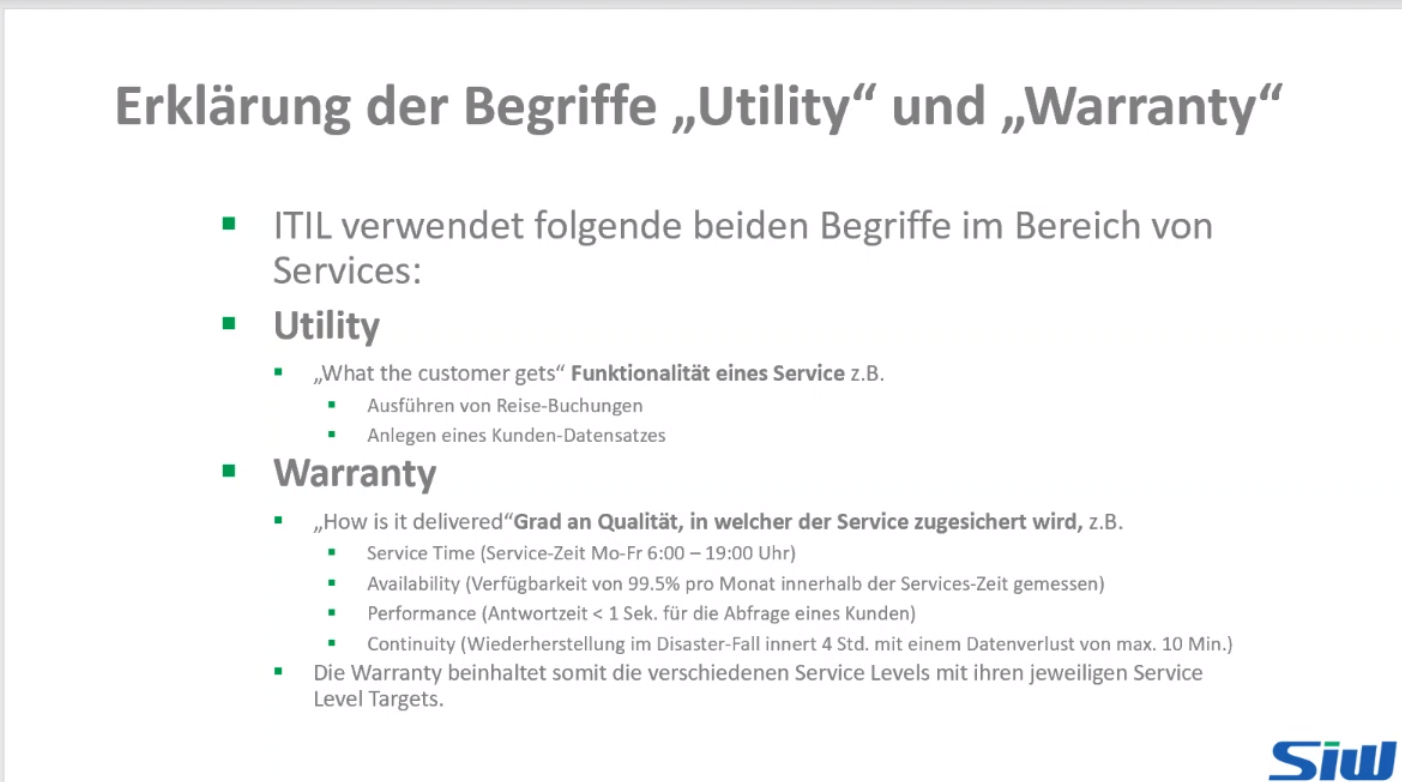 Erklärung der Begriffe „Utility“ und „Warranty“
ITIL verwendet folgende beiden Begriffe im Bereich von
Services:
Utility
„What the customer gets“ Funktionalität eines Service z.B.
Ausführen von Reise-Buchungen
Anlegen eines Kunden-Datensatzes
Warranty
„How is it delivered“Grad an Qualität, in welcher der Service zugesichert wird, z.B.
Service Time (Service-Zeit Mo-Fr 6:00 – 19:00 Uhr)
Availability (Verfügbarkeit von 99.5% pro Monat innerhalb der Services-Zeit gemessen)
Performance (Antwortzeit < 1 Sek. für die Abfrage eines Kunden)
Continuity (Wiederherstellung im Disaster-Fall innert 4 Std. mit einem Datenverlust von max. 10 Min.)
Die Warranty beinhaltet somit die verschiedenen Service Levels mit ihren jeweiligen Service
Level Targets.
SiW